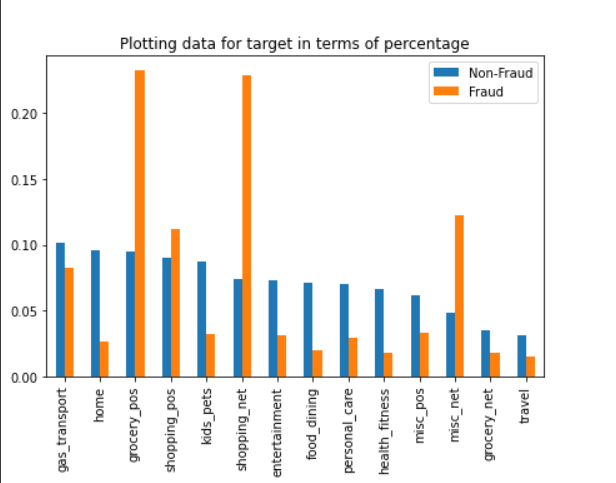 Plotting data for target in terms of percentage
Non-Fraud
Fraud
0.20
0.15
0.10
0.05
0.00
gas_transport
home
grocery_pos
shopping_pos
kids_pets
shopping_net
entertainment
food_dining
personal_care
health_fitness
misc_pos
misc_net
grocery_net
travel